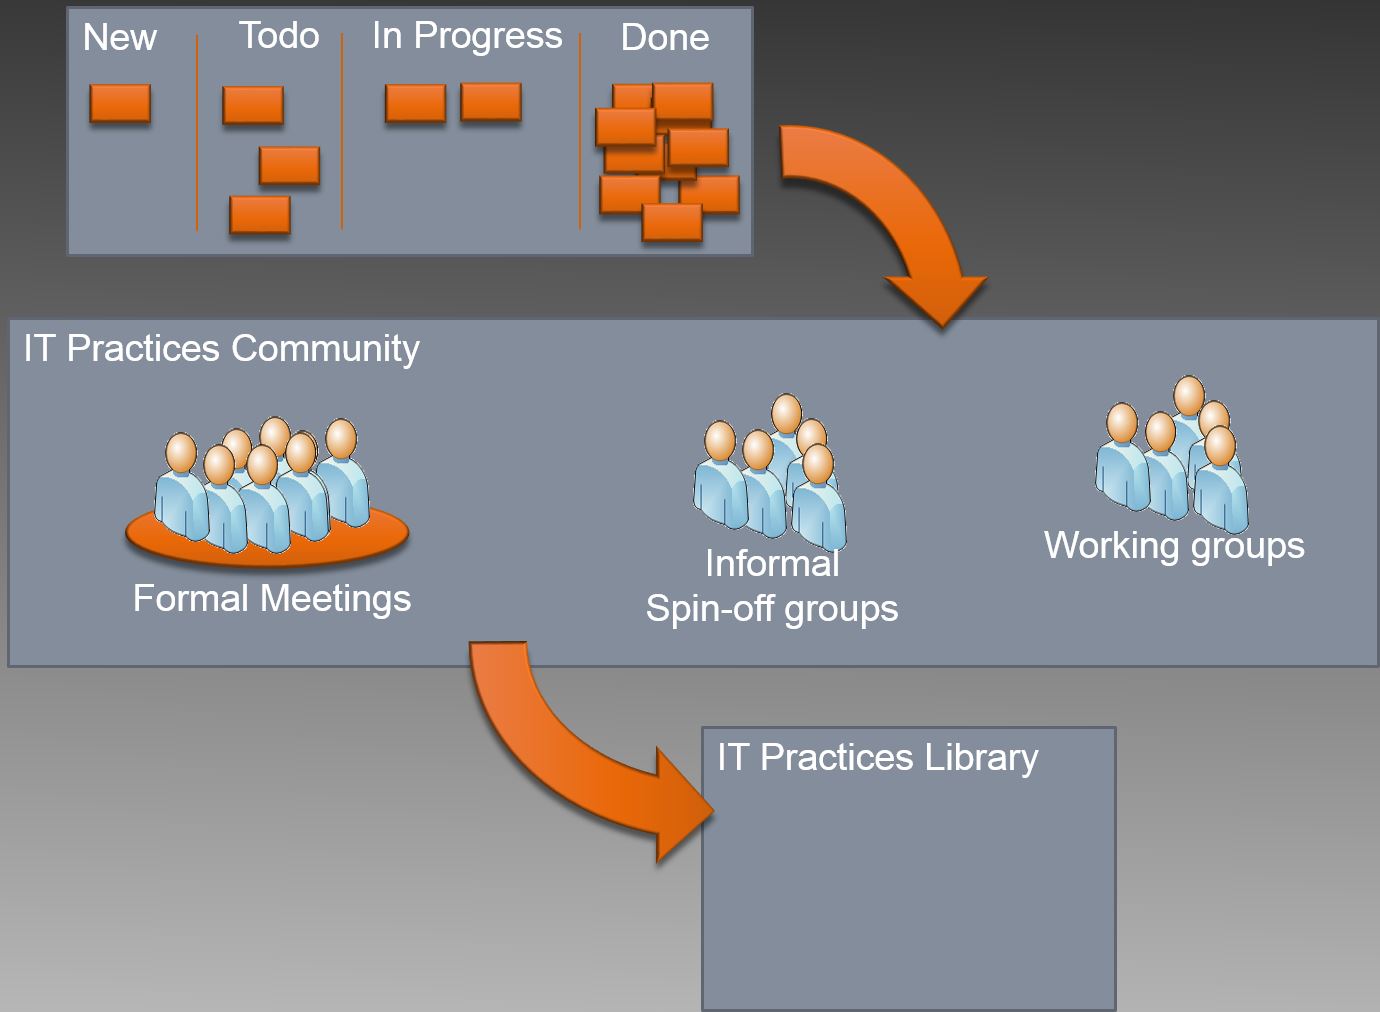 New
Todo
In Progress
Done
IT Practices Community
Formal Meetings
Informal
Spin-off groups
Working groups
IT Practices Library